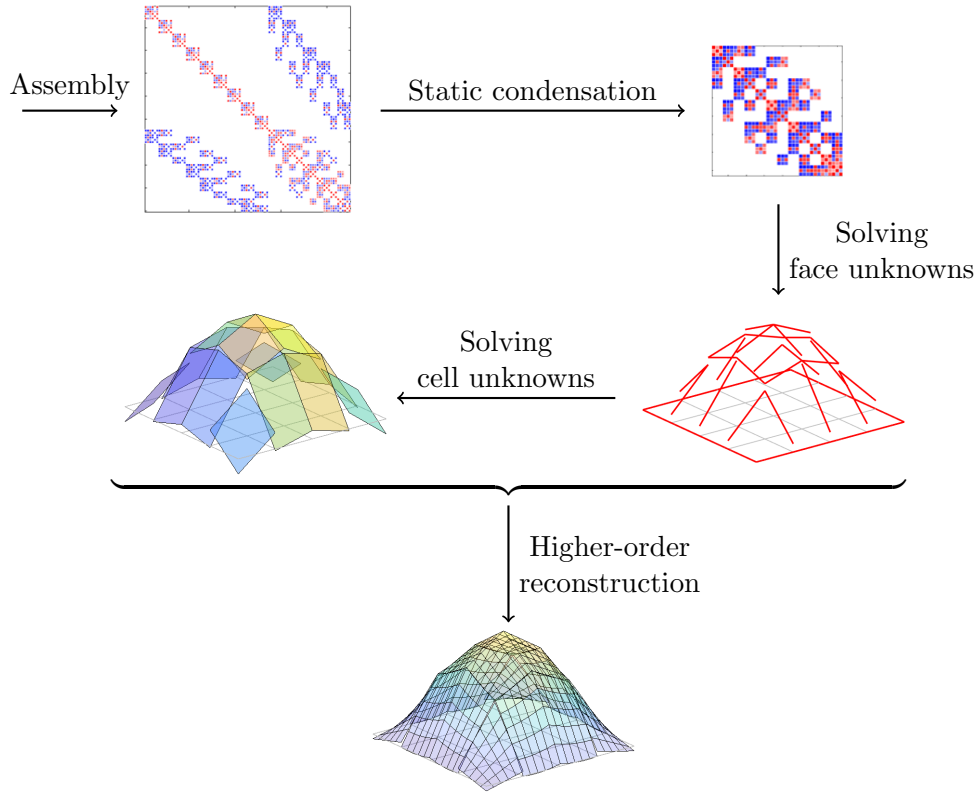 Assembly
Static condensation
Solving
face unknowns
Solving
cell unknowns
Higher-order
reconstruction